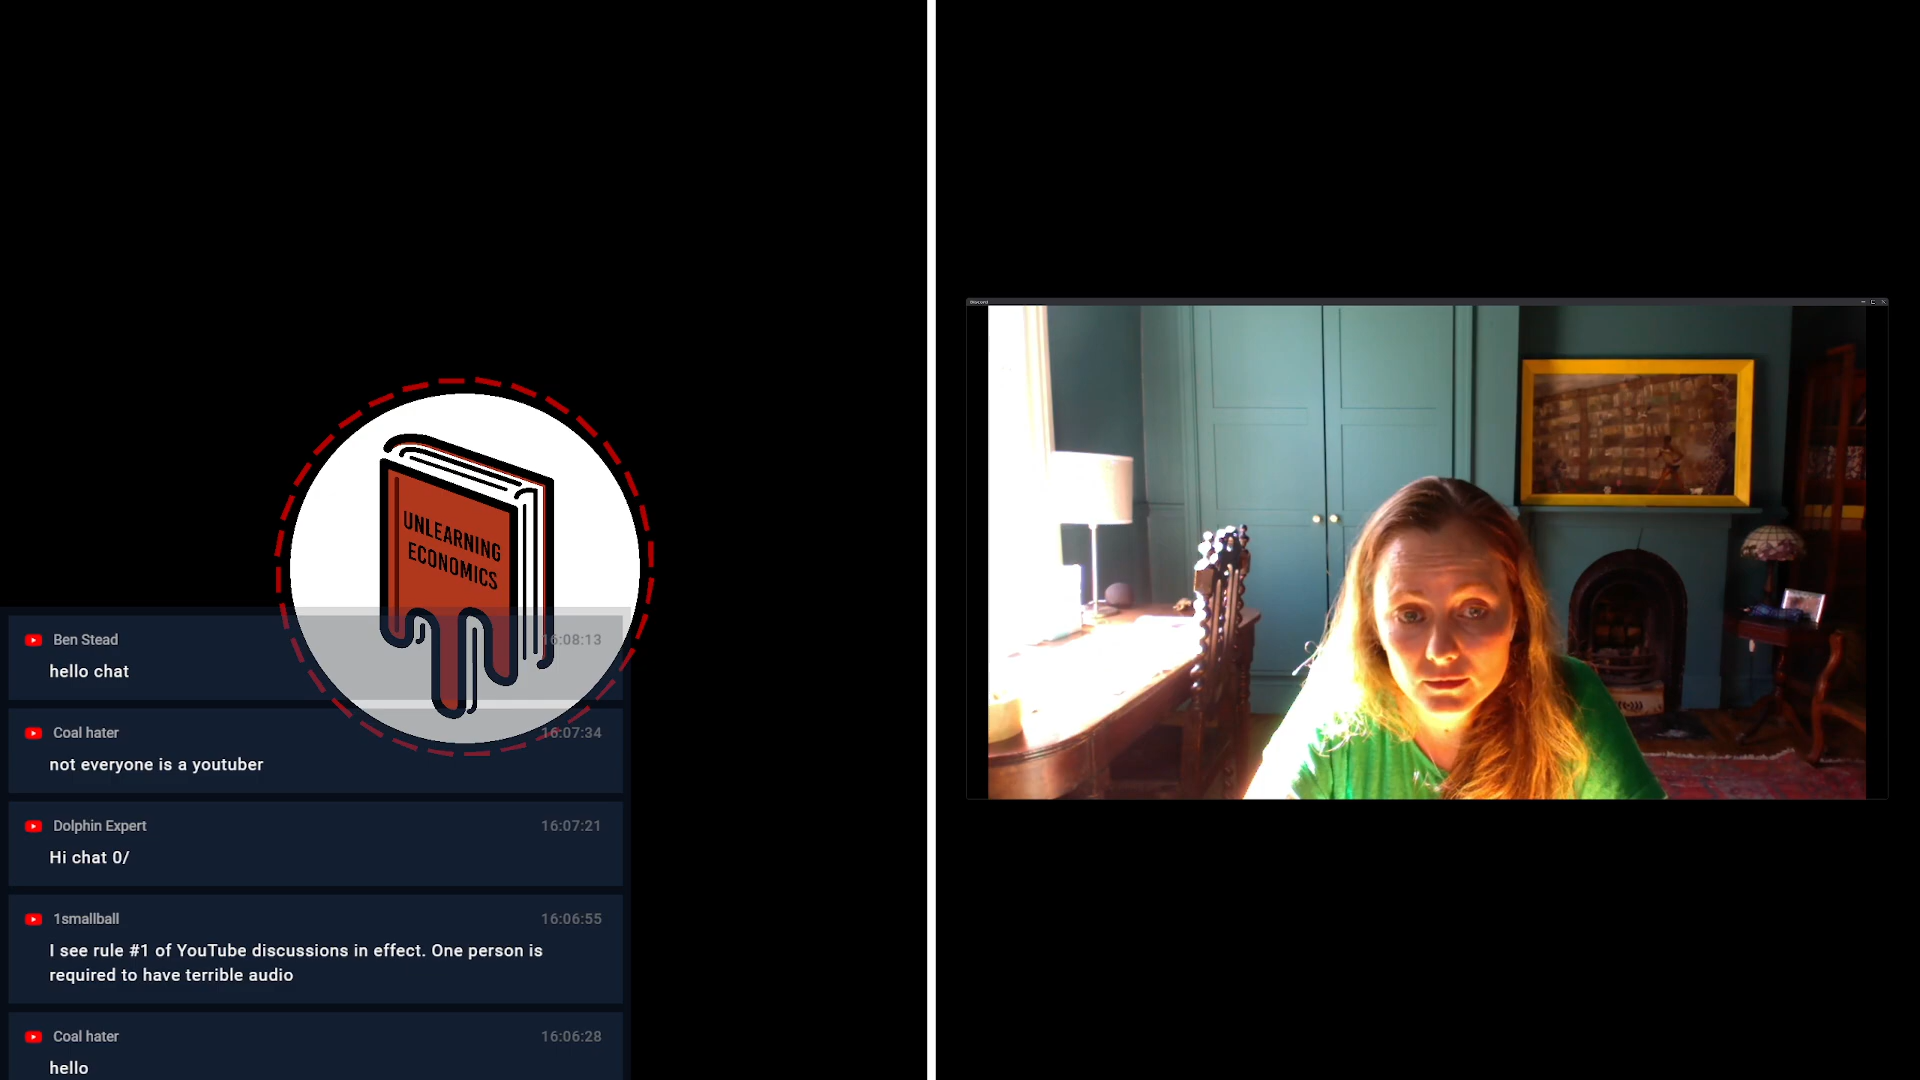 UNLEARNING
ECONOMICS
Ben Stead 16:08:13
hello chat
Coal hater 16:07:34
not everyone is a youtuber
Dolphin Expert 16:07:21
Hi chat 0/
1smallball 16:06:55
I see rule #1 of YouTube discussions in effect. One person is
required to have terrible audio
Coal hater 16:06:28
hello
Discord